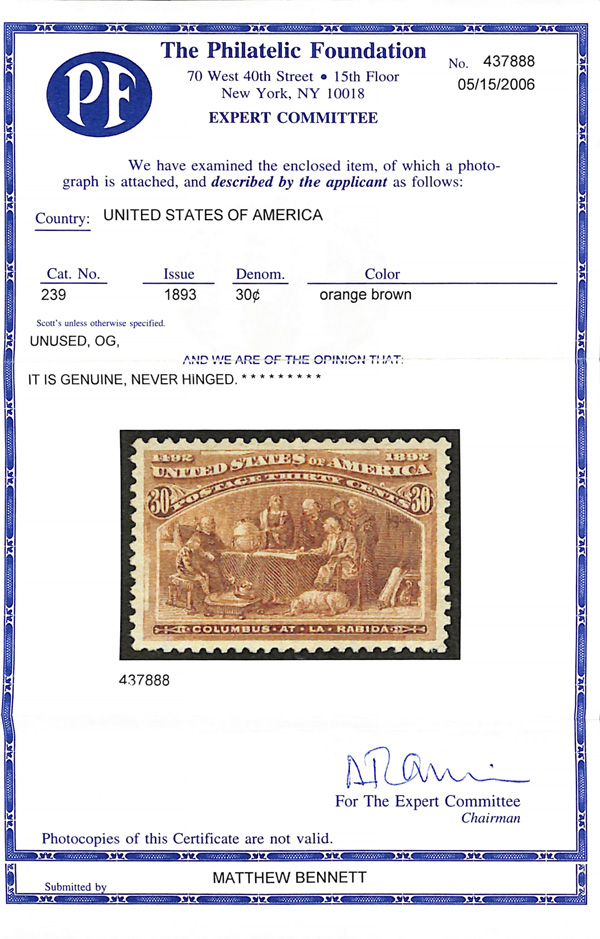 PF
The Philatelic Foundation
70 West 40th Street • 15th Floor
New York, NY 10018
EXPERT COMMITTEE
No. 437888
05/15/2006
We have examined the enclosed item, of which a photo-
graph is attached, and described by the applicant as follows:
Country: UNITED STATES OF AMERICA
Cat. No. Issue Denom. Color
239 1893 30¢ orange brown
Scott's unless otherwise specified.
UNUSED, OG,
AND WE ARE OF THE OPINION THAT:
IT IS GENUINE, NEVER HINGED. * * * * * * * * *
1492 1892
UNITED STATES OF AMERICA
30 POSTAGE THIRTY CENTS 30
COLUMBUS · AT · LA · RABIDA
437888
For The Expert Committee
Chairman
Photocopies of this Certificate are not valid.
Submitted by MATTHEW BENNETT